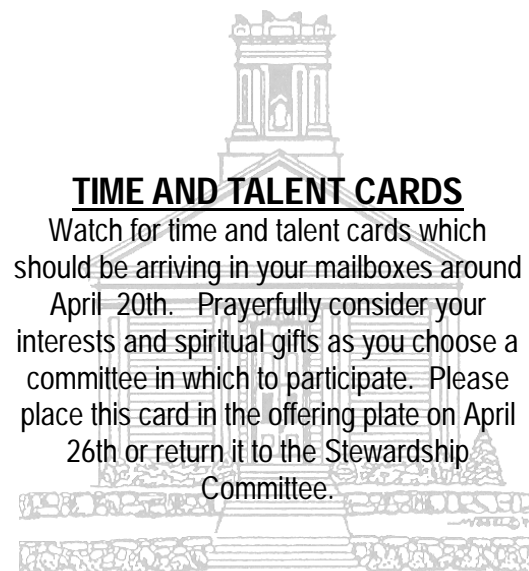 TIME AND TALENT CARDS
Watch for time and talent cards which
should be arriving in your mailboxes around
April 20th. Prayerfully consider your
interests and spiritual gifts as you choose a
committee in which to participate. Please
place this card in the offering plate on April
26th or return it to the Stewardship
Committee.